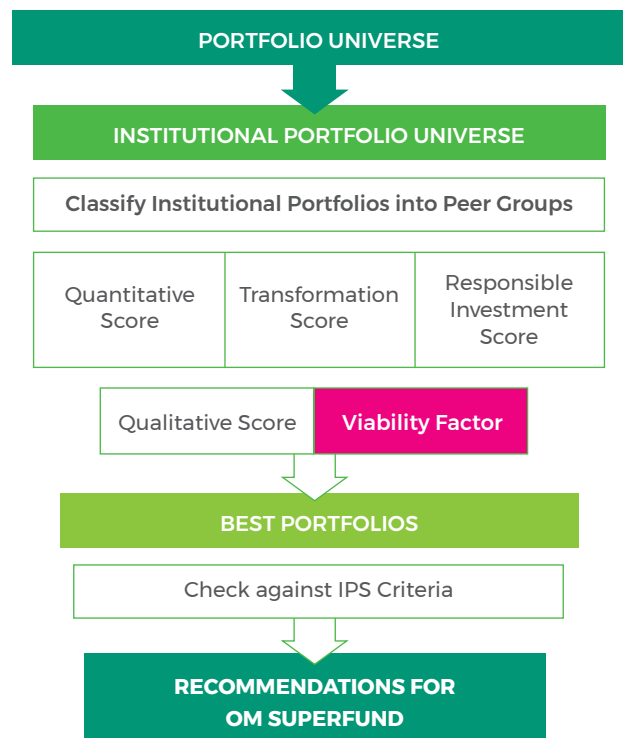 PORTFOLIO UNIVERSE
INSTITUTIONAL PORTFOLIO UNIVERSE
Classify Institutional Portfolios into Peer Groups
Quantitative
Score
Transformation
Score
Responsible
Investment
Score
Qualitative Score
Viability Factor
BEST PORTFOLIOS
Check against IPS Criteria
RECOMMENDATIONS FOR
OM SUPERFUND